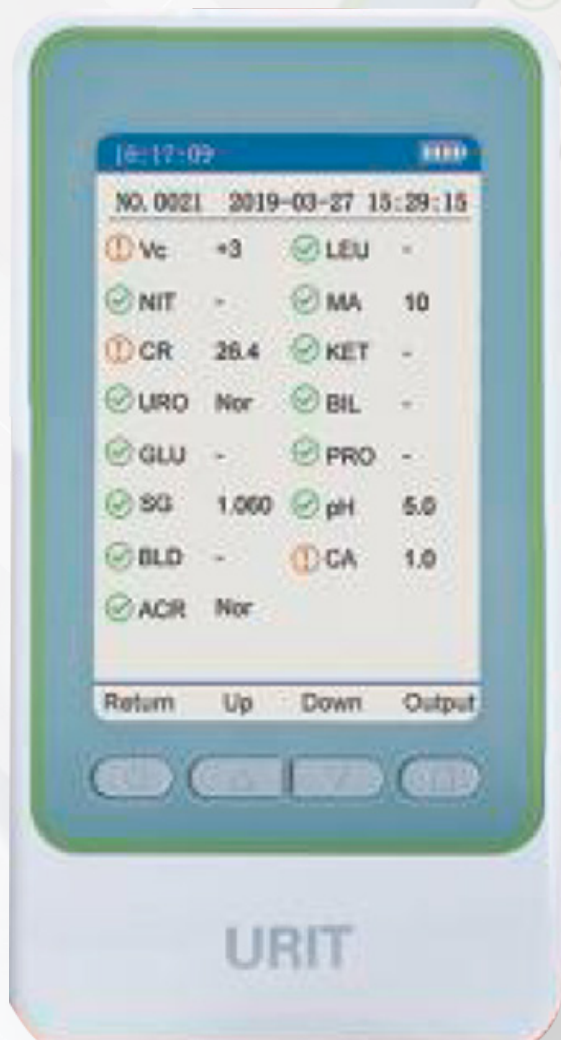 16:17:09
NO. 0021 2019-03-27 15:29:15
Vc +3 LEU -
NIT - MA 10
CR 26.4 KET -
URO Nor BIL -
GLU - PRO -
SG 1.060 pH 5.0
BLD - CA 1.0
ACR Nor
Return Up Down Output
URIT